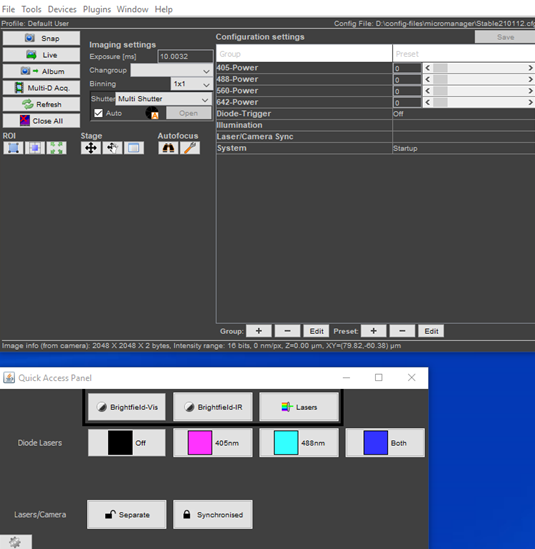 File Tools Devices Plugins Window Help
Profile: Default User Config File: D:\config-files\micromanager\Stable210112.cfg
Snap
Live
Album
Multi-D Acq.
Refresh
Close All
Imaging settings
Exposure [ms] 10.0032
Changroup
Binning 1x1
Shutter Multi Shutter
Auto A Open
ROI Stage Autofocus
Configuration settings Save
Group Preset
405-Power 0
488-Power 0
560-Power 0
642-Power 0
Diode-Trigger Off
Illumination
Laser/Camera Sync
System Startup
Group: + − Edit Preset: + − Edit
Image info (from camera): 2048 X 2048 X 2 bytes, Intensity range: 16 bits, 0 nm/px, Z=0.00 μm, XY=(79.82,-60.38) μm
Quick Access Panel
Brightfield-Vis Brightfield-IR Lasers
Diode Lasers Off 405nm 488nm Both
Lasers/Camera Separate Synchronised